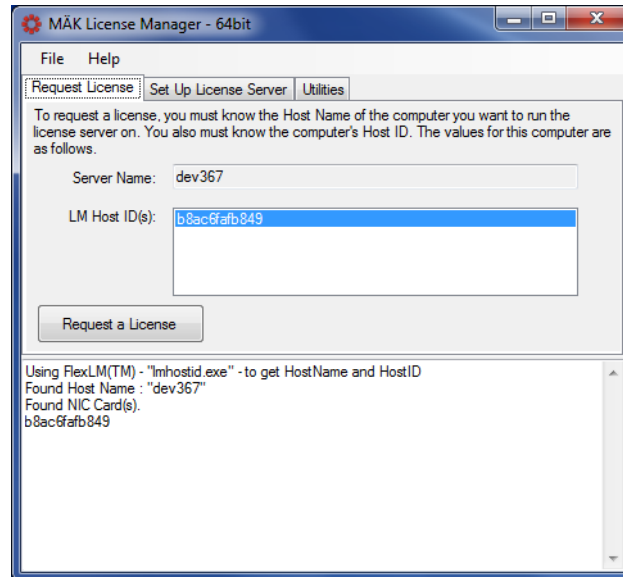 MÄK License Manager - 64bit
File Help
Request License Set Up License Server Utilities
To request a license, you must know the Host Name of the computer you want to run the
license server on. You also must know the computer's Host ID. The values for this computer are
as follows.
Server Name: dev367
LM Host ID(s): b8ac6fafb849
Request a License
Using FlexLM(TM) - "lmhostid.exe" - to get HostName and HostID
Found Host Name : "dev367"
Found NIC Card(s).
b8ac6fafb849